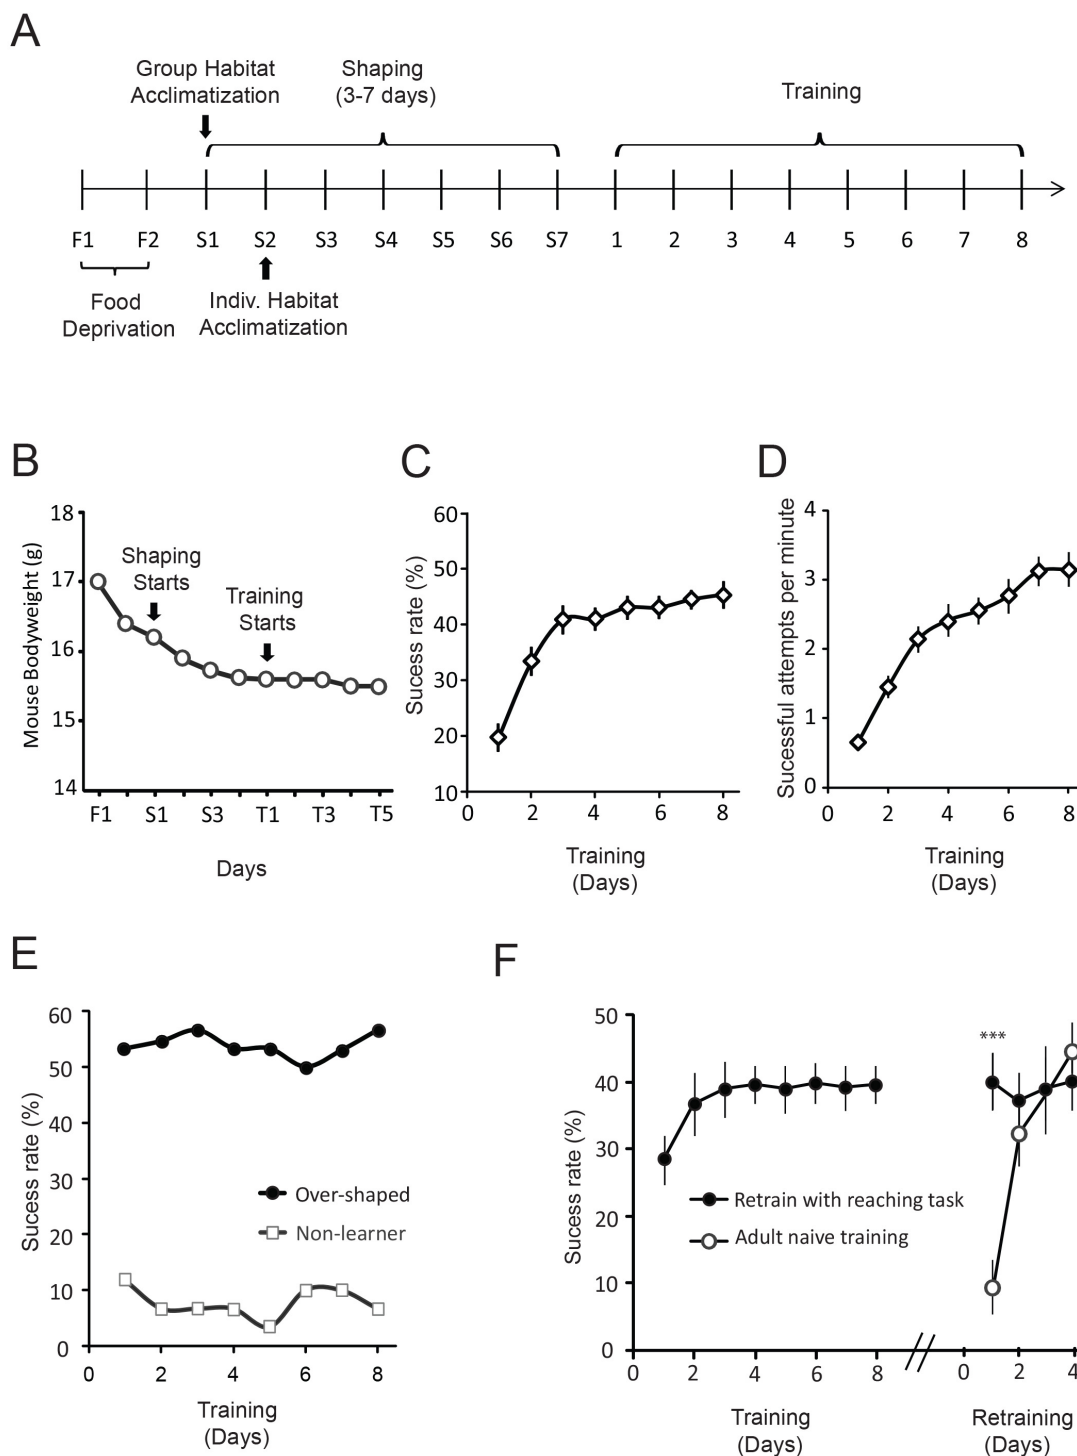 A
Group Habitat
Acclimatization
Shaping
(3-7 days)
Training
F1 F2 S1 S2 S3 S4 S5 S6 S7 1 2 3 4 5 6 7 8
Food
Deprivation
Indiv. Habitat
Acclimatization
B
Mouse Bodyweight (g)
18
17
16
15
14
Shaping
Starts
Training
Starts
F1 S1 S3 T1 T3 T5
Days
C
Sucess rate (%)
60
50
40
30
20
10
0 2 4 6 8
Training
(Days)
D
Sucessful attempts per minute
4
3
2
1
0
0 2 4 6 8
Training
(Days)
E
Sucess rate (%)
60
50
40
30
20
10
0
Over-shaped
Non-learner
0 2 4 6 8
Training
(Days)
F
Sucess rate (%)
50
40
30
20
10
0
***
Retrain with reaching task
Adult naive training
0 2 4 6 8
Training
(Days)
0 2 4
Retraining
(Days)